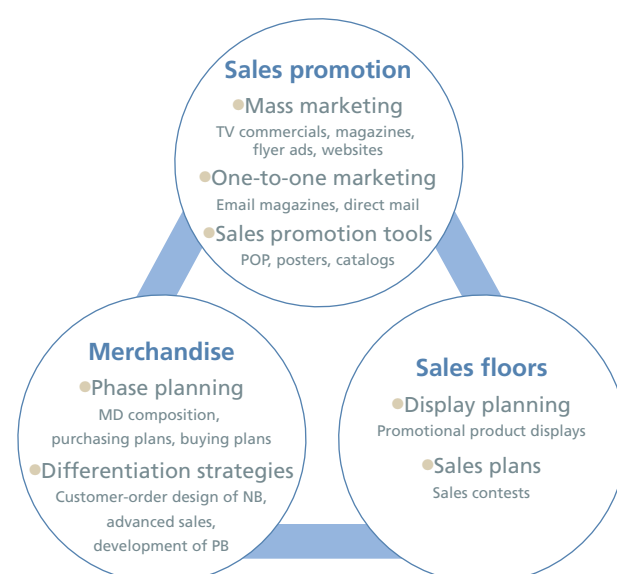 Sales promotion
●Mass marketing
TV commercials, magazines,
flyer ads, websites
●One-to-one marketing
Email magazines, direct mail
●Sales promotion tools
POP, posters, catalogs
Merchandise
●Phase planning
MD composition,
purchasing plans, buying plans
●Differentiation strategies
Customer-order design of NB,
advanced sales,
development of PB
Sales floors
●Display planning
Promotional product displays
●Sales plans
Sales contests